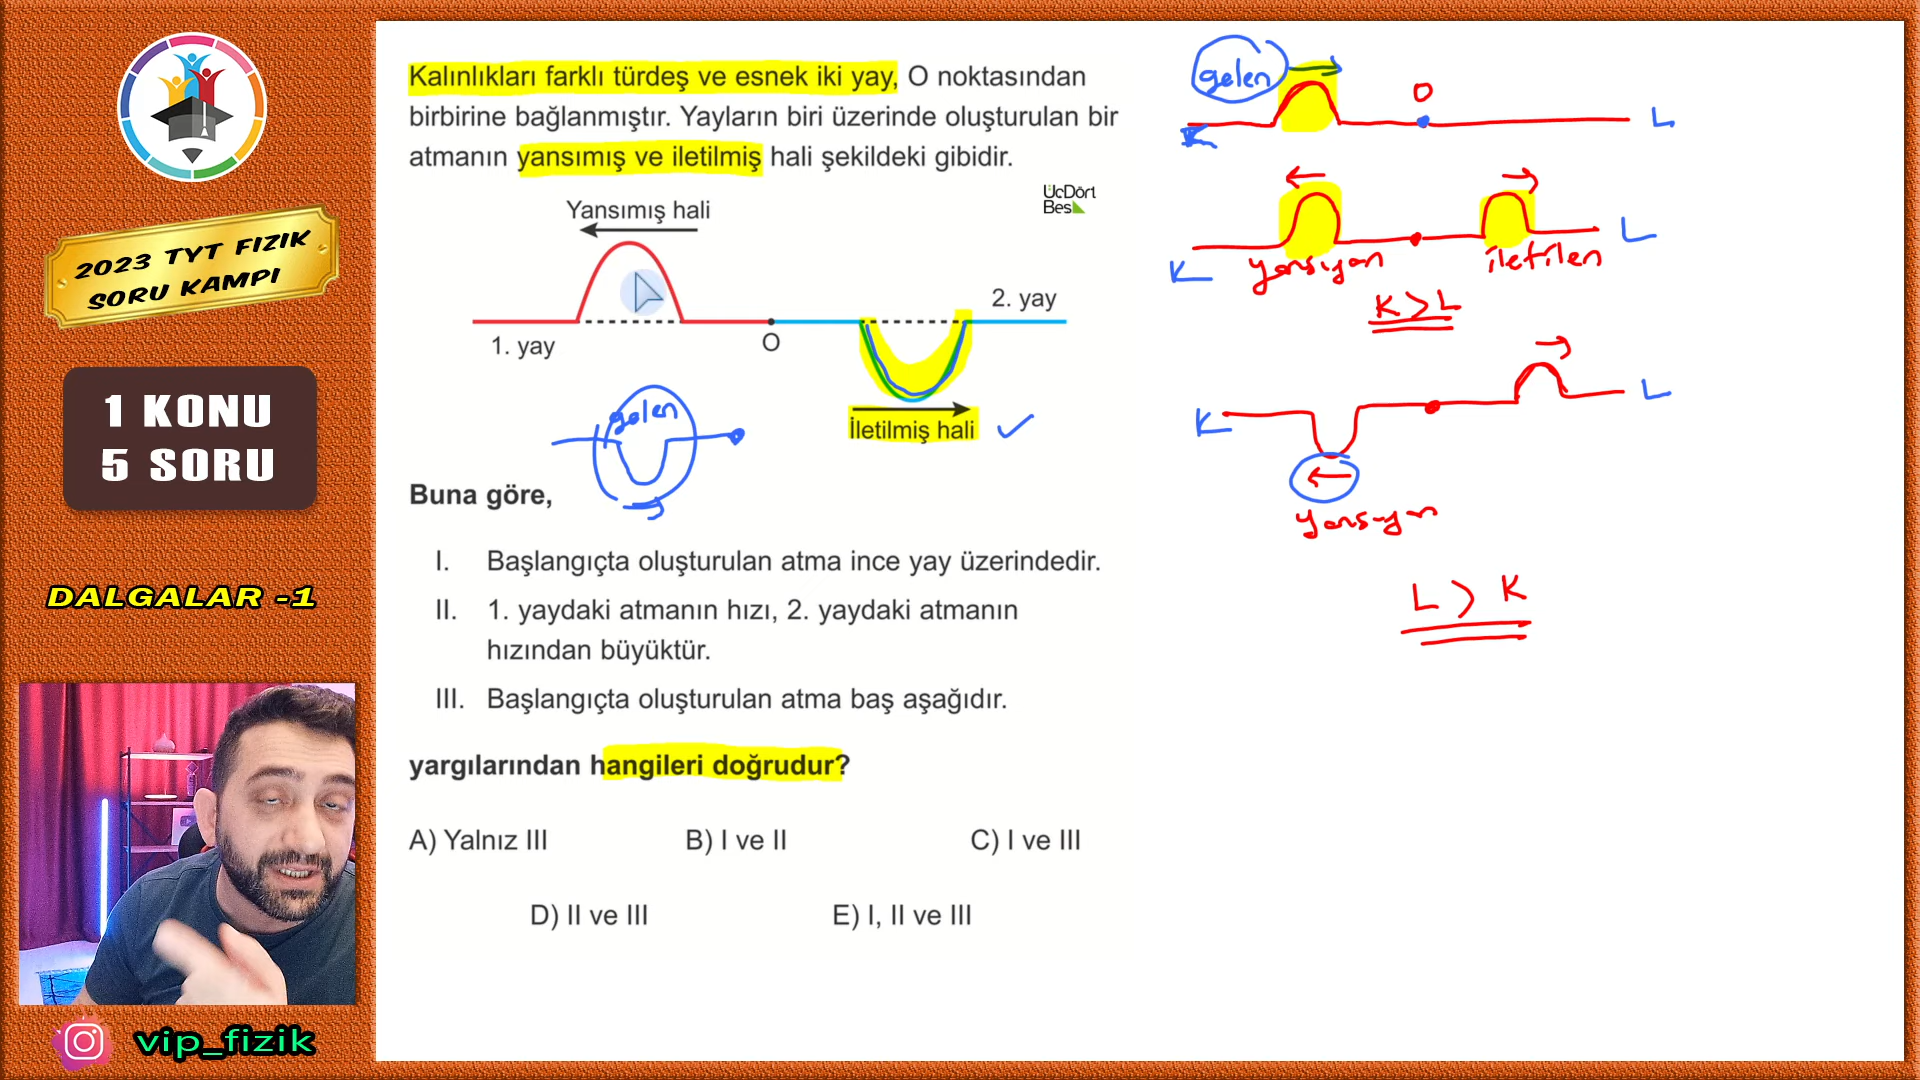 2023 TYT FIZIK
SORU KAMPI
1 KONU
5 SORU
DALGALAR -1
vip_fizik
Kalınlıkları farklı türdeş ve esnek iki yay, O noktasından
birbirine bağlanmıştır. Yayların biri üzerinde oluşturulan bir
atmanın yansımış ve iletilmiş hali şekildeki gibidir.
ÜcDört
Bes
Yansımış hali
2. yay
1. yay
O
gelen
İletilmiş hali
Buna göre,
I. Başlangıçta oluşturulan atma ince yay üzerindedir.
II. 1. yaydaki atmanın hızı, 2. yaydaki atmanın
hızından büyüktür.
III. Başlangıçta oluşturulan atma baş aşağıdır.
yargılarından hangileri doğrudur?
A) Yalnız III B) I ve II C) I ve III
D) II ve III E) I, II ve III
gelen
O
K L
K L
yansıyan iletilen
K > L
K L
yansıyan
L > K